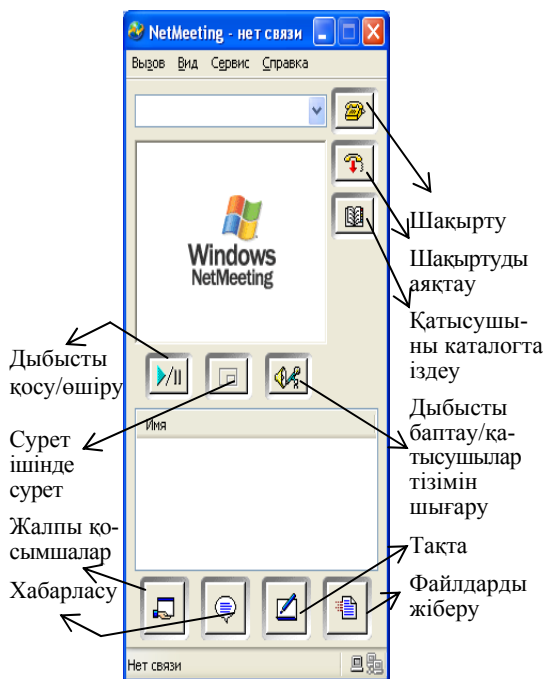 NetMeeting - нет связи
Вызов Вид Сервис Справка
Windows
NetMeeting
Шақырту
Шақыртуды
аяқтау
Қатысушы-
ны каталогта
іздеу
Дыбысты
қосу/өшіру
Дыбысты
баптау/қа-
тысушылар
тізімін
шығару
Имя
Сурет
ішінде
сурет
Жалпы қо-
сымшалар
Хабарласу
Тақта
Файлдарды
жіберу
Нет связи